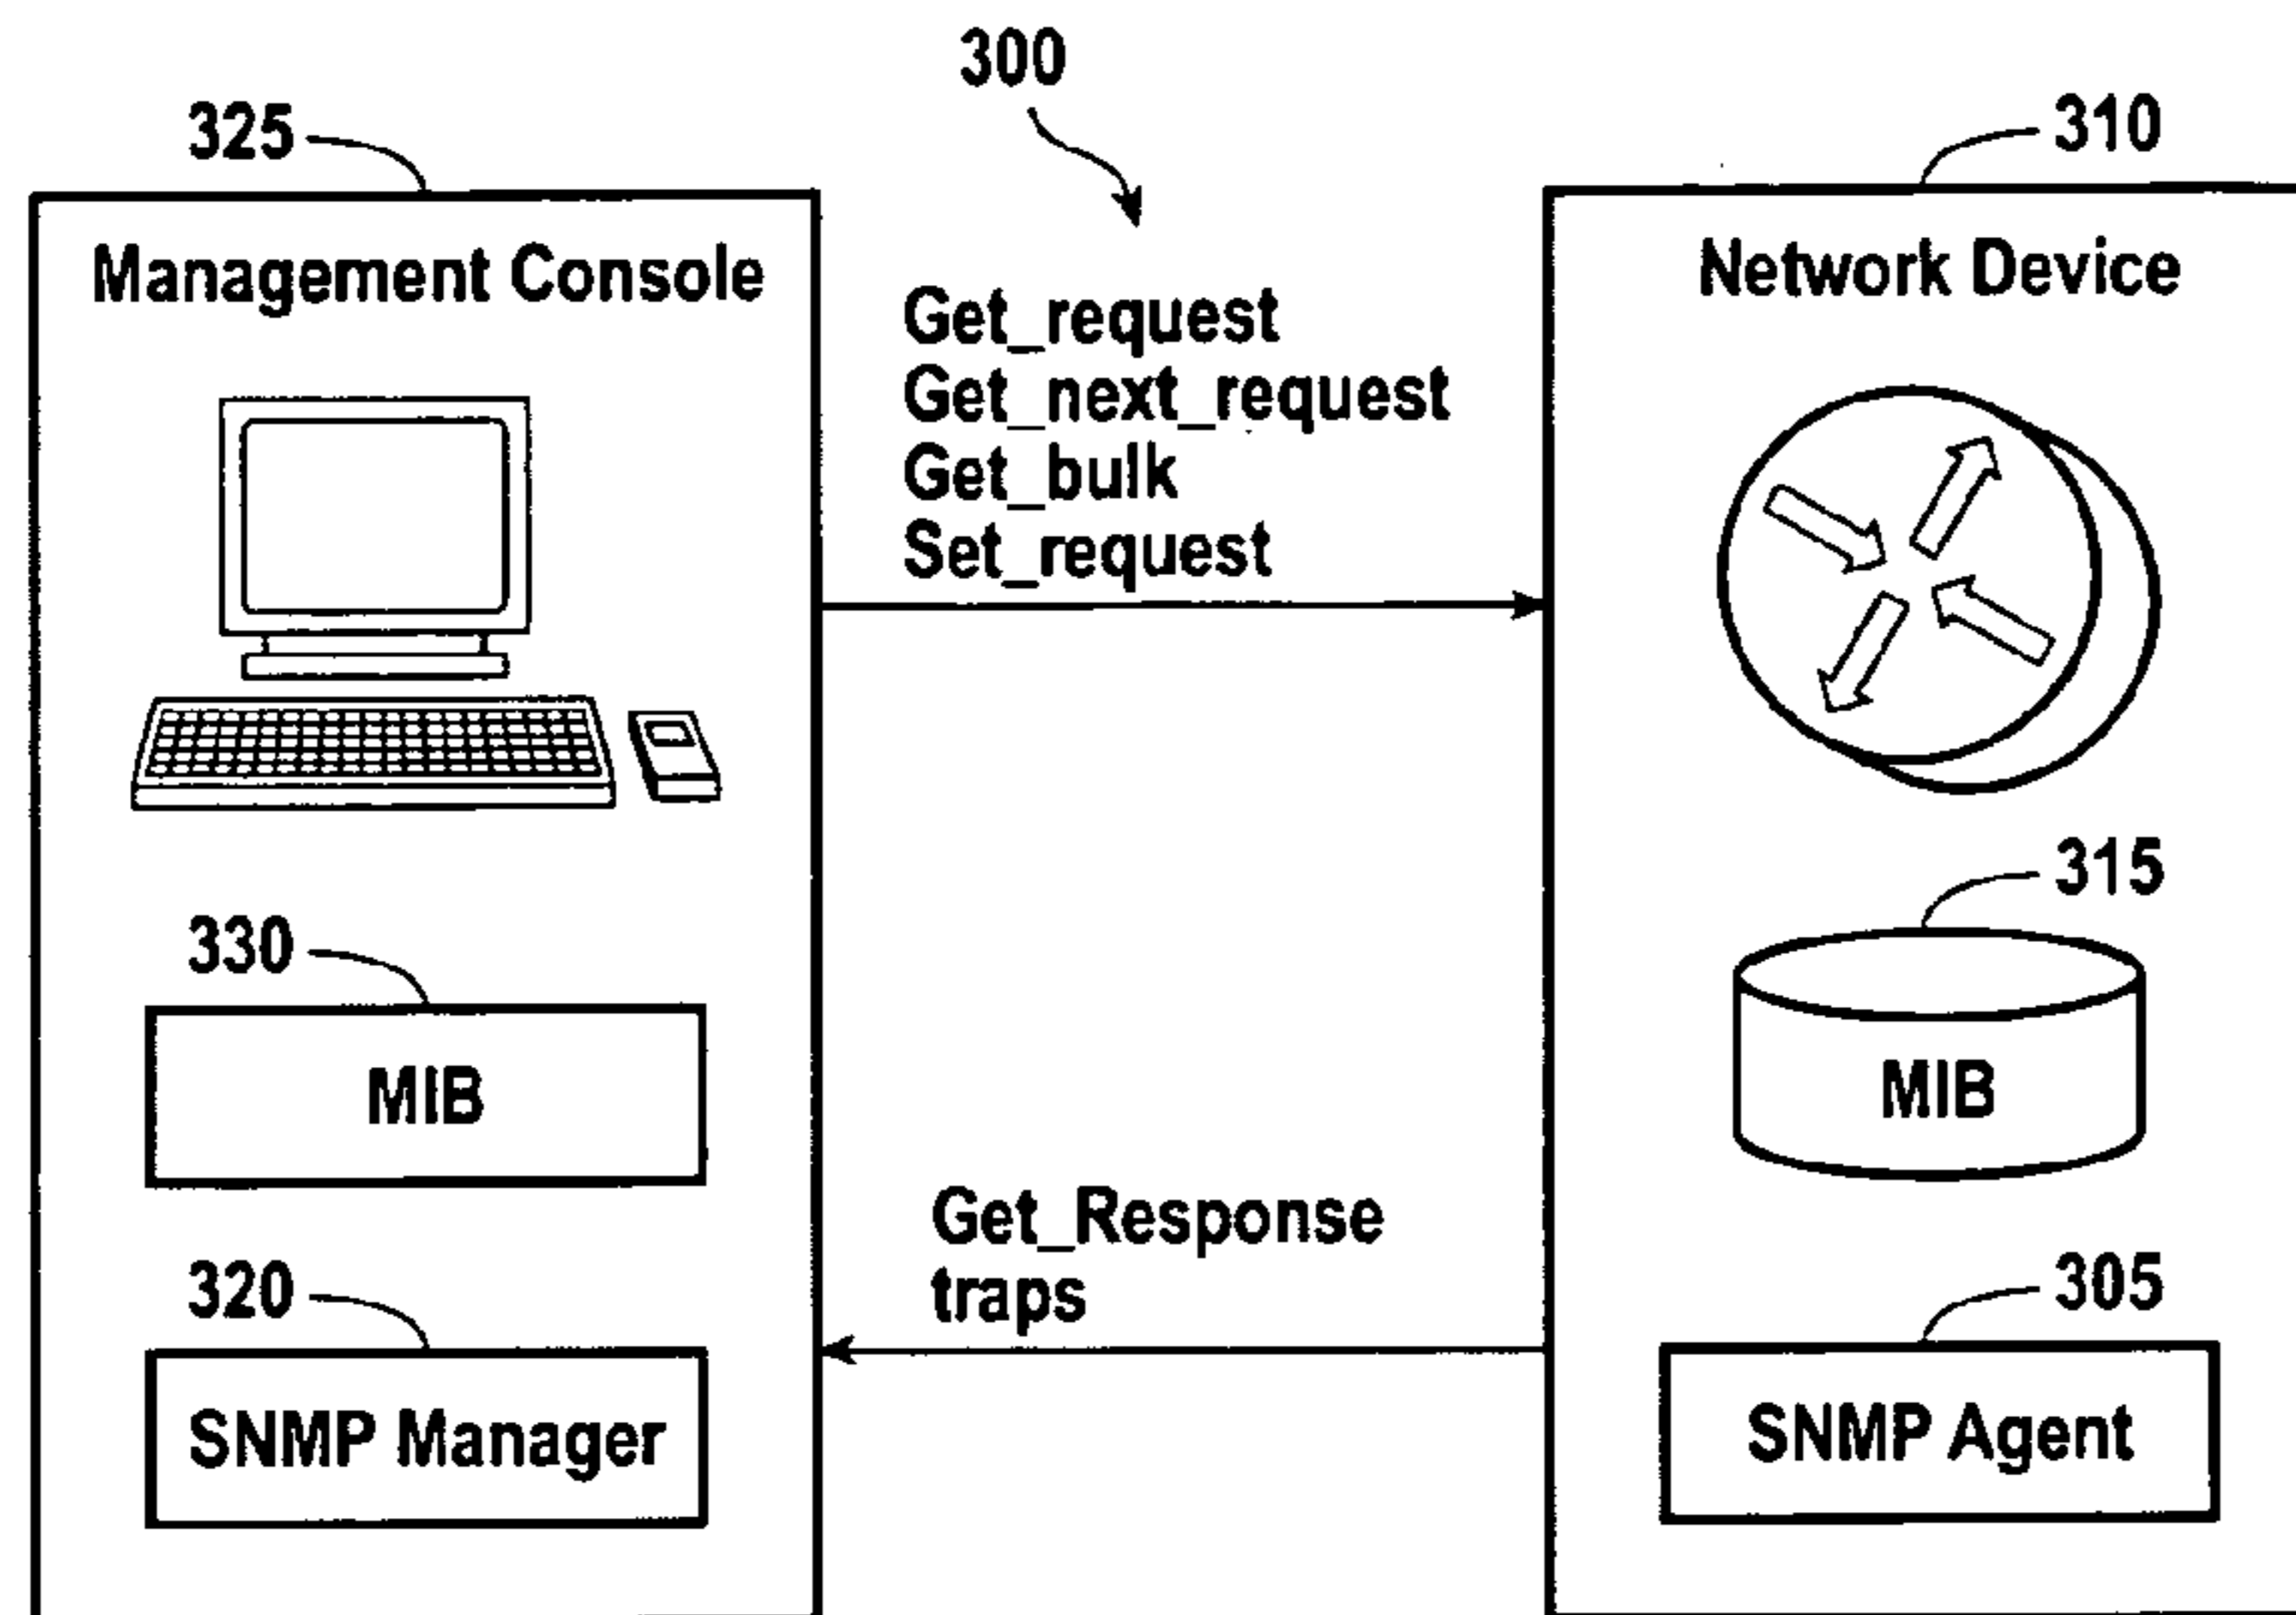 300
325
310
Management Console
Network Device
Get_request
Get_next_request
Get_bulk
Set_request
315
330
MIB
MIB
Get_Response
traps
320
305
SNMP Manager
SNMP Agent